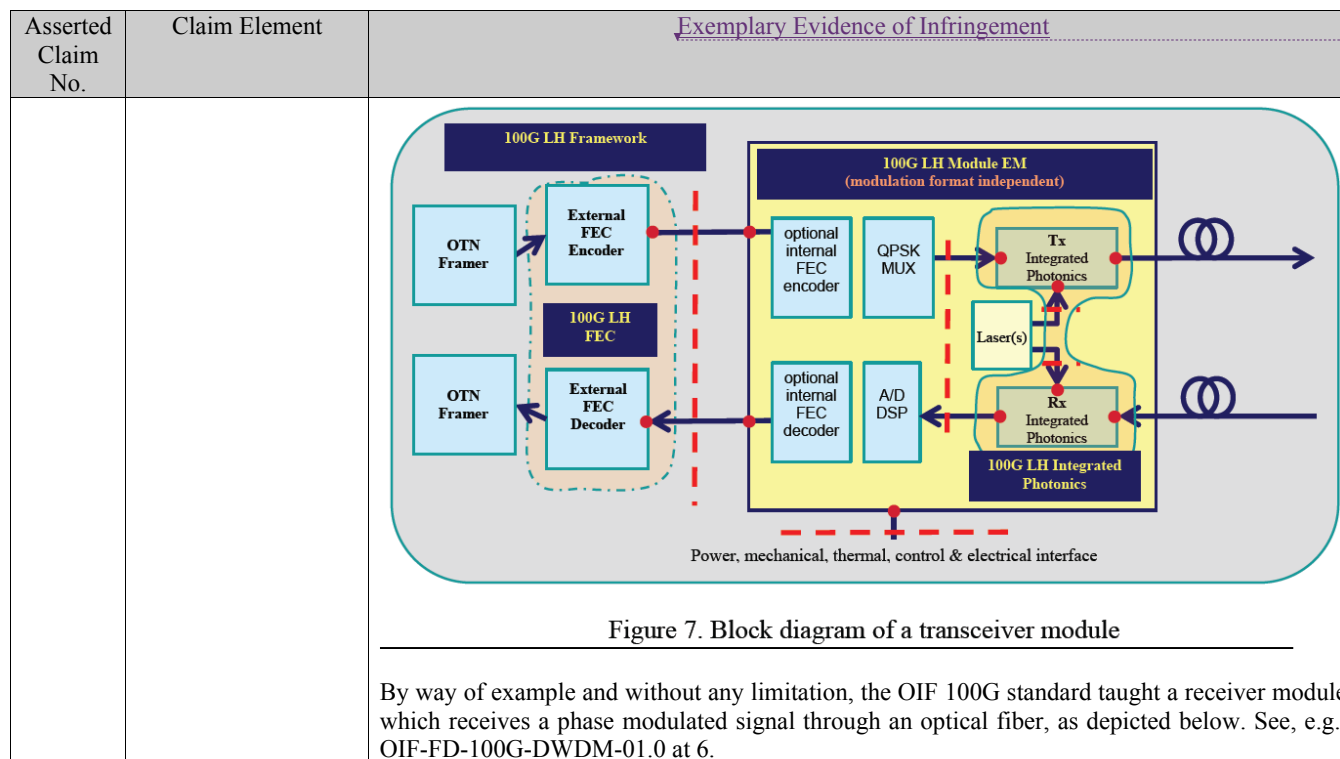 Asserted
Claim
No.
Claim Element
Exemplary Evidence of Infringement
100G LH Framework
100G LH Module EM
(modulation format independent)
OTN
Framer
External
FEC
Encoder
optional
internal
FEC
encoder
QPSK
MUX
Tx
Integrated
Photonics
100G LH
FEC
Laser(s)
OTN
Framer
External
FEC
Decoder
optional
internal
FEC
decoder
A/D
DSP
Rx
Integrated
Photonics
100G LH Integrated
Photonics
Power, mechanical, thermal, control & electrical interface
Figure 7. Block diagram of a transceiver module
By way of example and without any limitation, the OIF 100G standard taught a receiver module
which receives a phase modulated signal through an optical fiber, as depicted below. See, e.g.
OIF-FD-100G-DWDM-01.0 at 6.